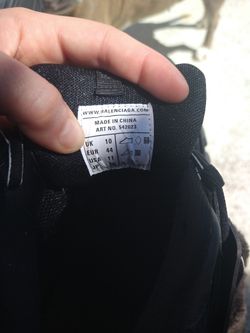 WWW.BALENCIAGA.COM
MADE IN CHINA
ART NO. 542023
UK 10
EUR 44
USA 11